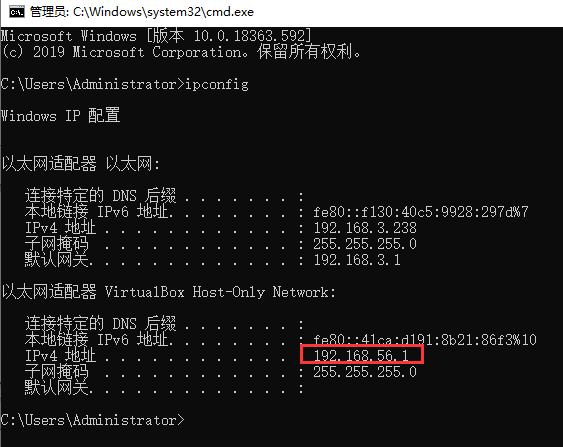 管理员: C:\Windows\system32\cmd.exe
Microsoft Windows [版本 10.0.18363.592]
(c) 2019 Microsoft Corporation。保留所有权利。
C:\Users\Administrator>ipconfig
Windows IP 配置
以太网适配器 以太网:
连接特定的 DNS 后缀 . . . . . . . :
本地链接 IPv6 地址. . . . . . . . : fe80::f130:40c5:9928:297d%7
IPv4 地址 . . . . . . . . . . . . : 192.168.3.238
子网掩码 . . . . . . . . . . . . : 255.255.255.0
默认网关. . . . . . . . . . . . . : 192.168.3.1
以太网适配器 VirtualBox Host-Only Network:
连接特定的 DNS 后缀 . . . . . . . :
本地链接 IPv6 地址. . . . . . . . : fe80::41ca:d191:8b21:86f3%10
IPv4 地址 . . . . . . . . . . . . : 192.168.56.1
子网掩码 . . . . . . . . . . . . : 255.255.255.0
默认网关. . . . . . . . . . . . . :
C:\Users\Administrator>